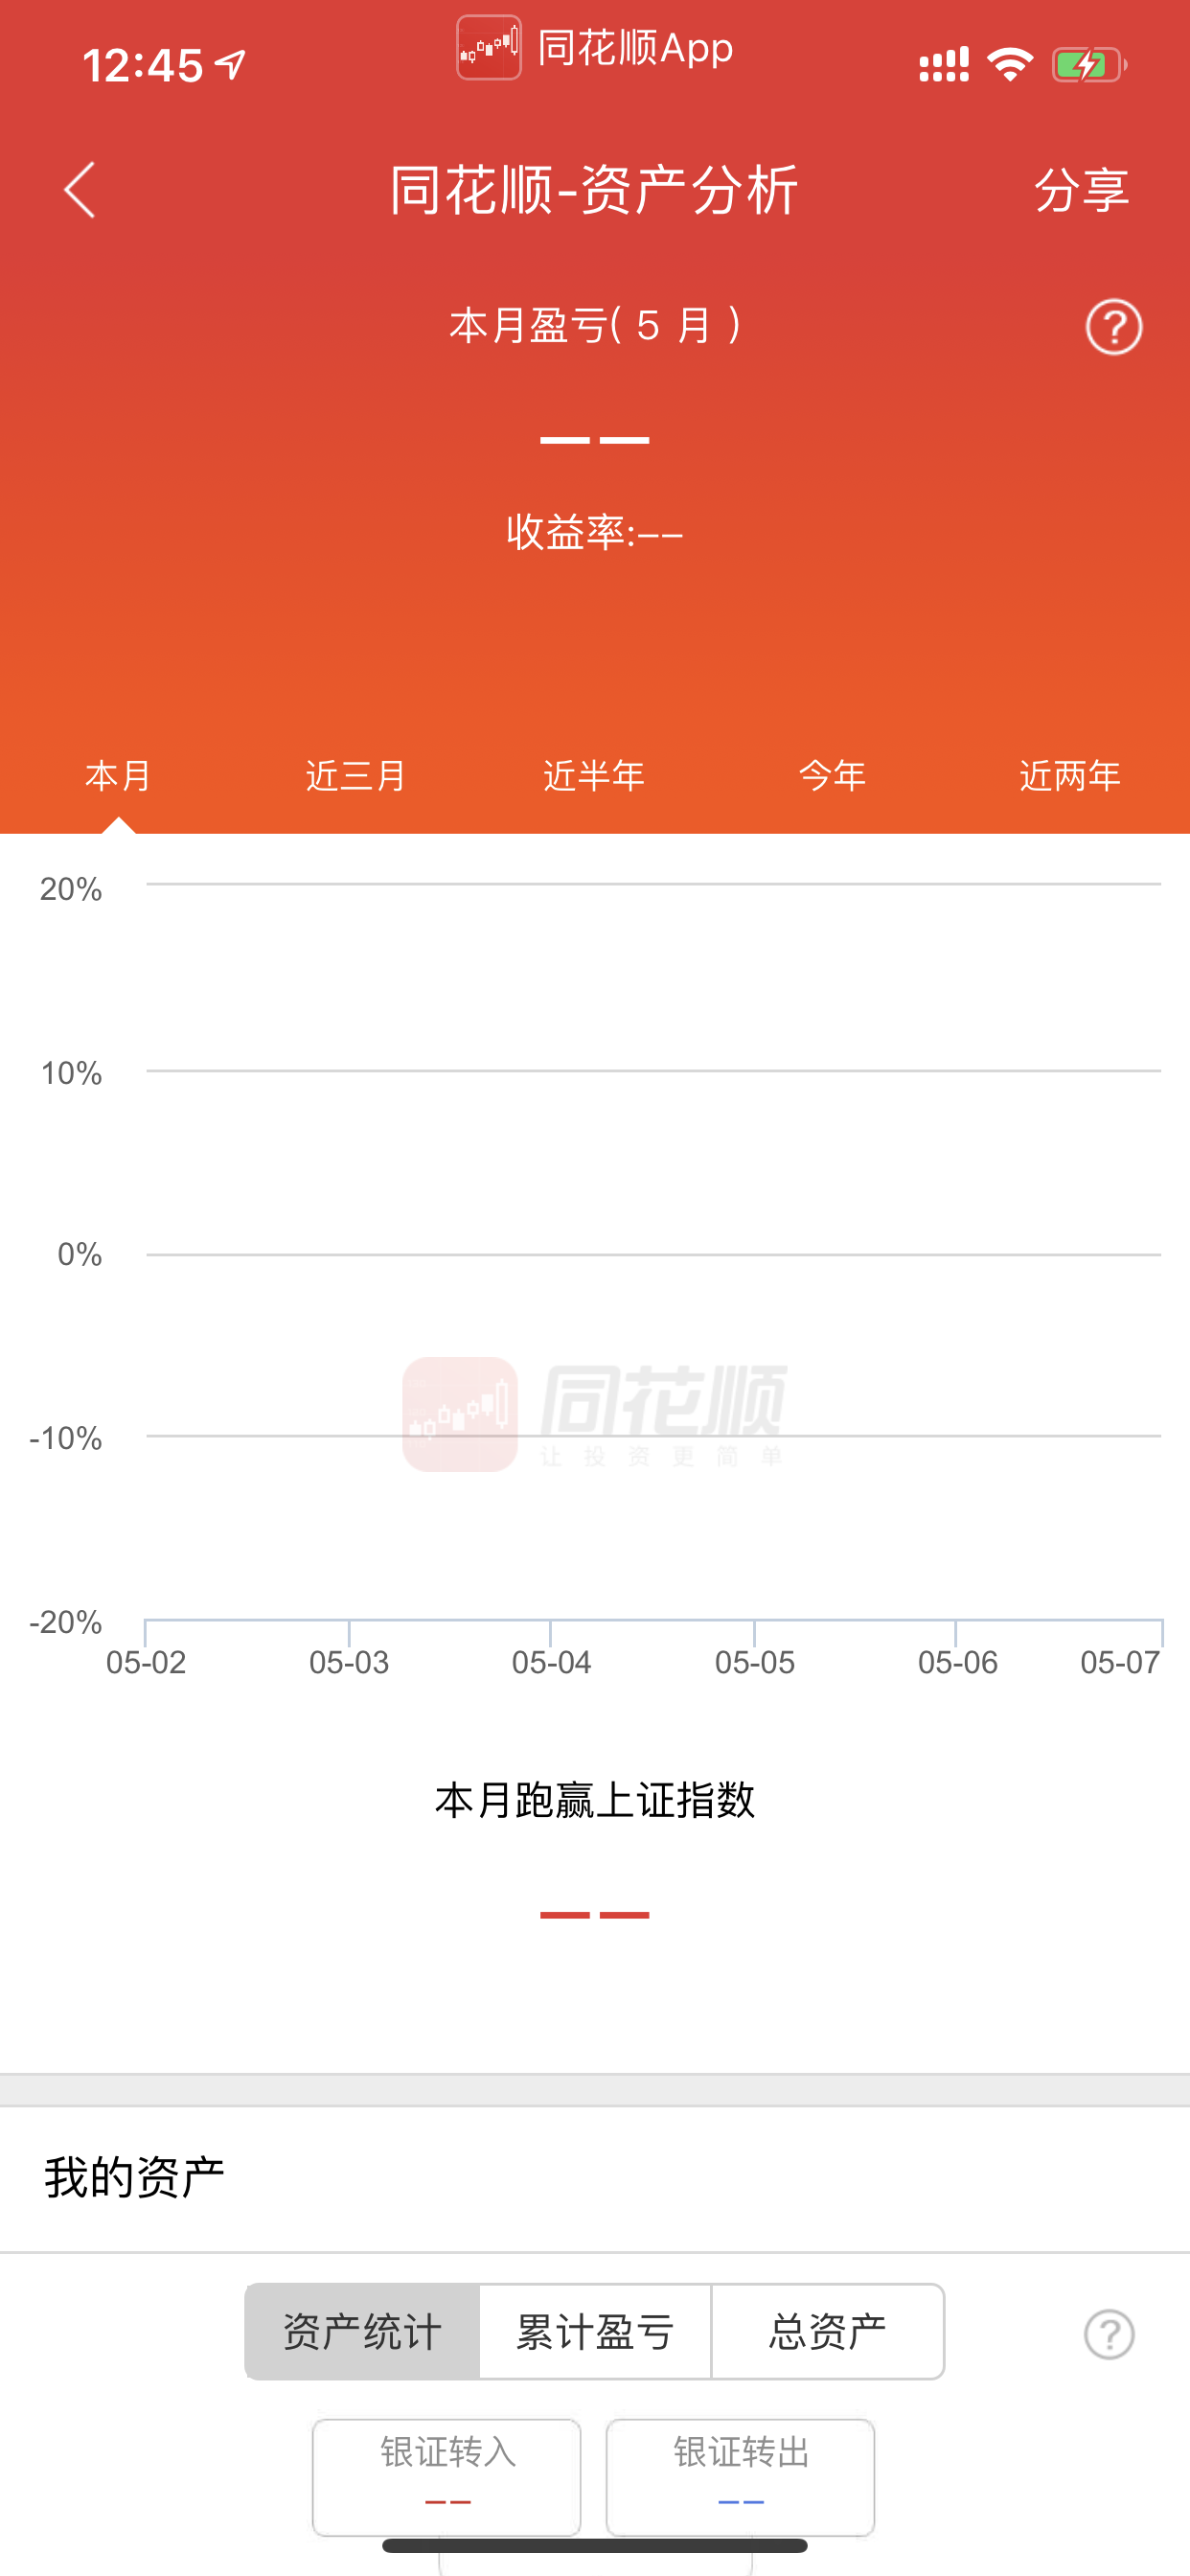 12:45
同花顺App
同花顺-资产分析
分享
本月盈亏( 5 月 )
?
——
收益率:−−
本月 近三月 近半年 今年 近两年
20%
10%
0%
-10%
-20%
同花顺
让投资更简单
05-02 05-03 05-04 05-05 05-06 05-07
本月跑赢上证指数
——
我的资产
资产统计 累计盈亏 总资产
?
银证转入 银证转出
−− −−